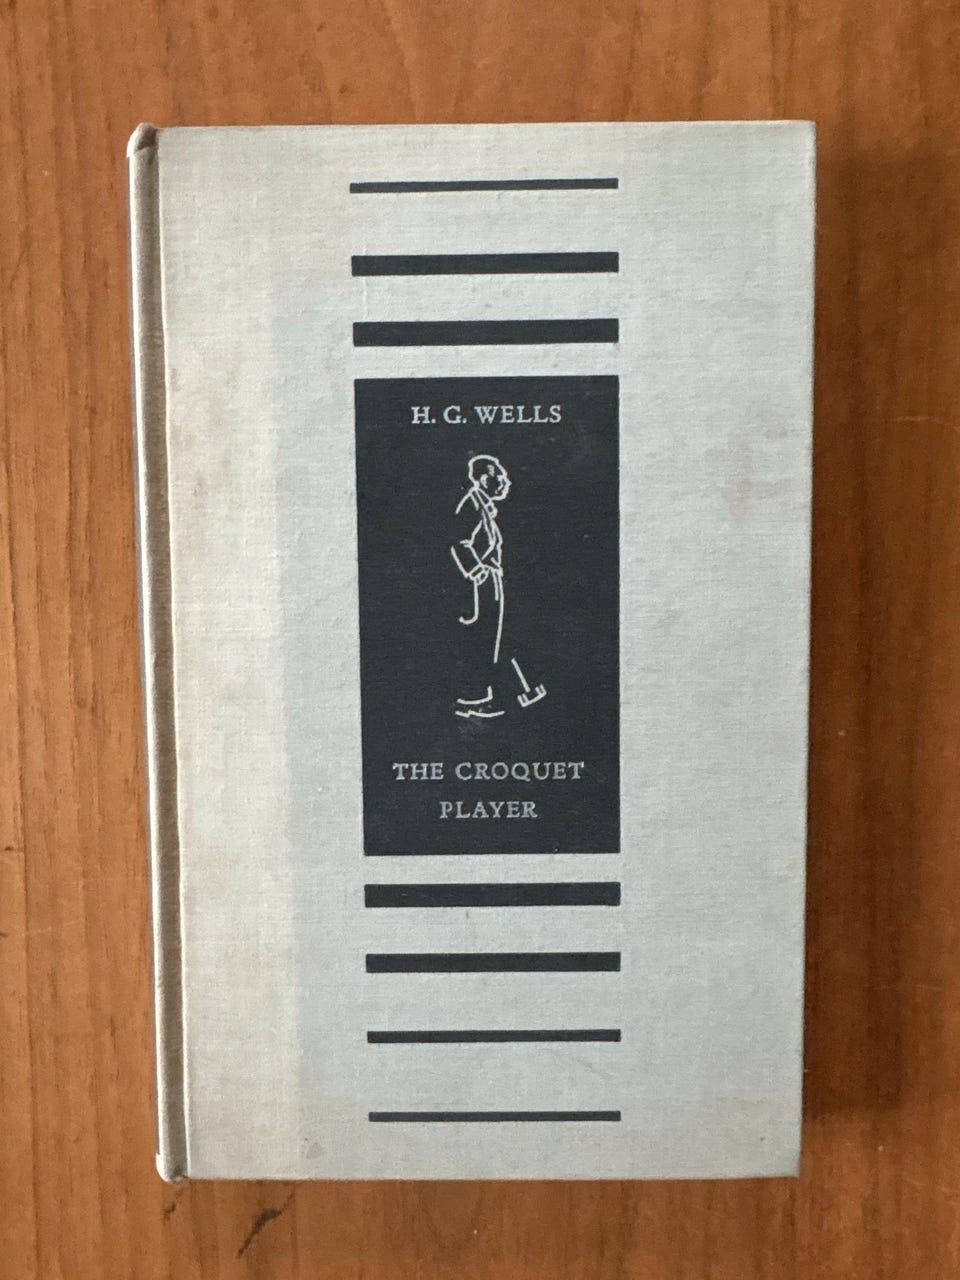 H. G. WELLS
THE CROQUET
PLAYER